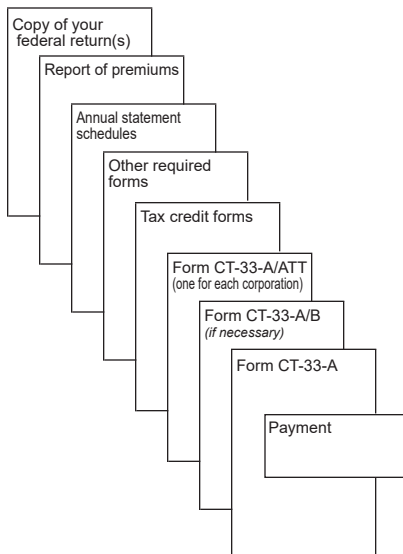 Copy of your
federal return(s)
Report of premiums
Annual statement
schedules
Other required
forms
Tax credit forms
Form CT-33-A/ATT
(one for each corporation)
Form CT-33-A/B
(if necessary)
Form CT-33-A
Payment